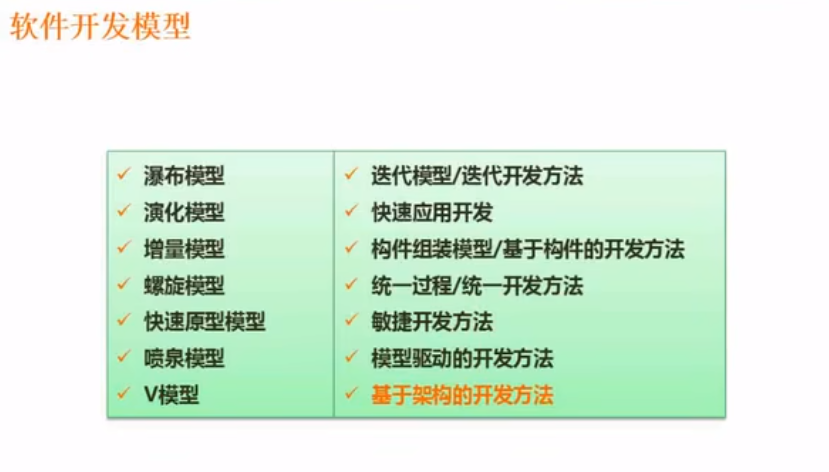 软件开发模型
瀑布模型
演化模型
增量模型
螺旋模型
快速原型模型
喷泉模型
V模型
迭代模型/迭代开发方法
快速应用开发
构件组装模型/基于构件的开发方法
统一过程/统一开发方法
敏捷开发方法
模型驱动的开发方法
基于架构的开发方法